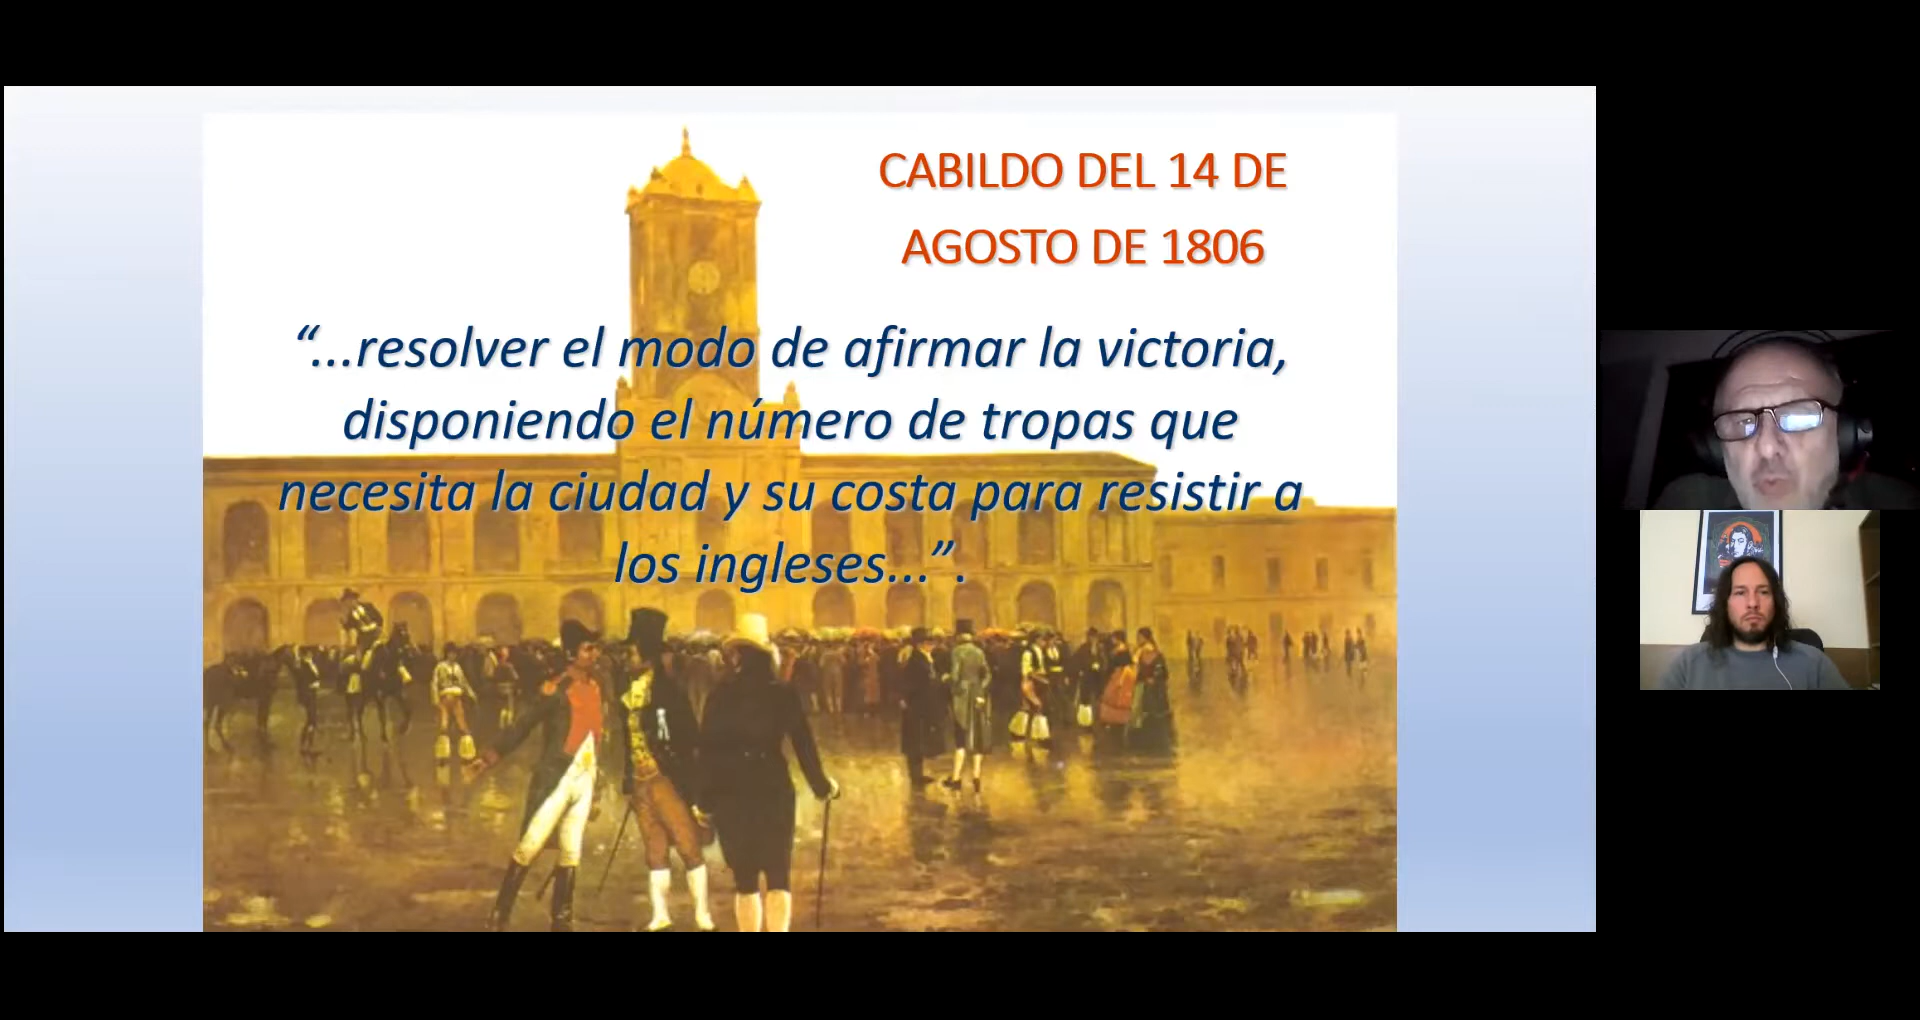 CABILDO DEL 14 DE
AGOSTO DE 1806
“...resolver el modo de afirmar la victoria,
disponiendo el número de tropas que
necesita la ciudad y su costa para resistir a
los ingleses...”.